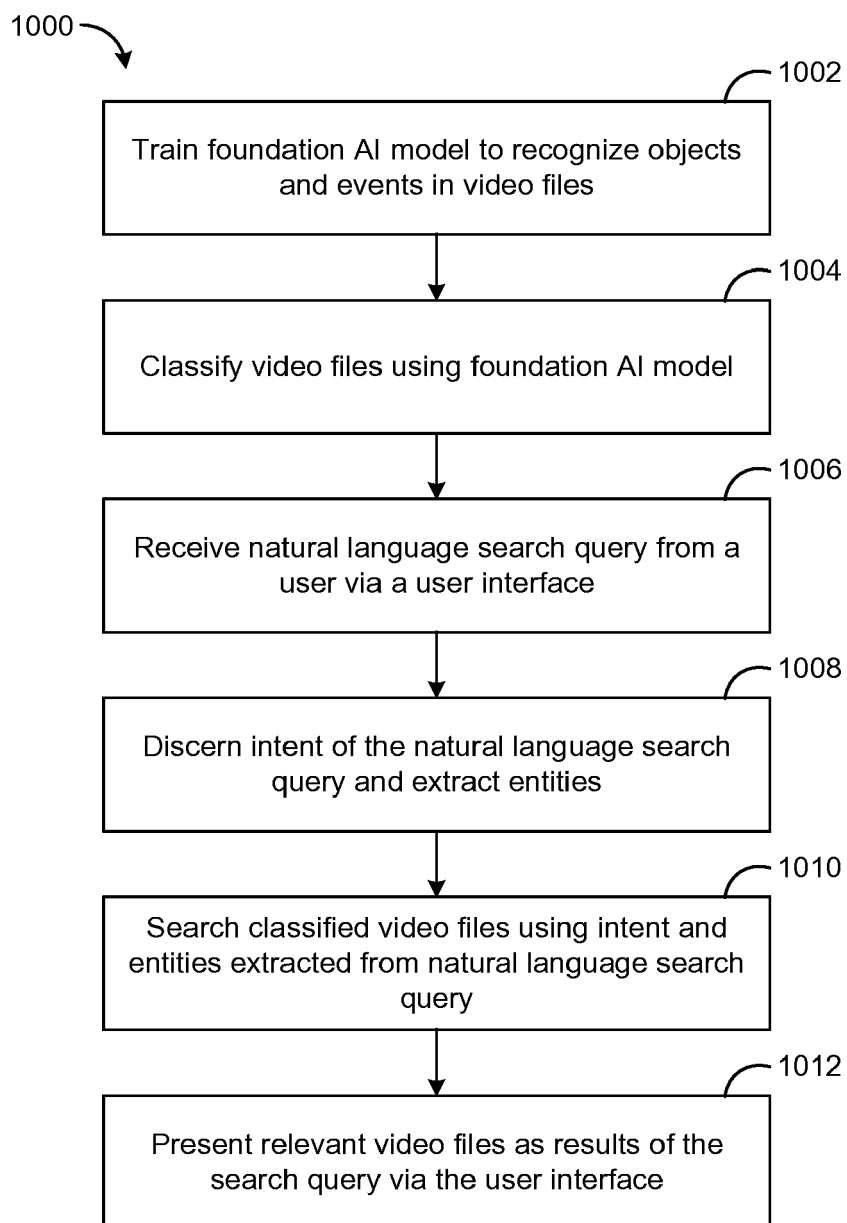 1000
1002
Train foundation AI model to recognize objects
and events in video files
1004
Classify video files using foundation AI model
1006
Receive natural language search query from a
user via a user interface
1008
Discern intent of the natural language search
query and extract entities
1010
Search classified video files using intent and
entities extracted from natural language search
query
1012
Present relevant video files as results of the
search query via the user interface